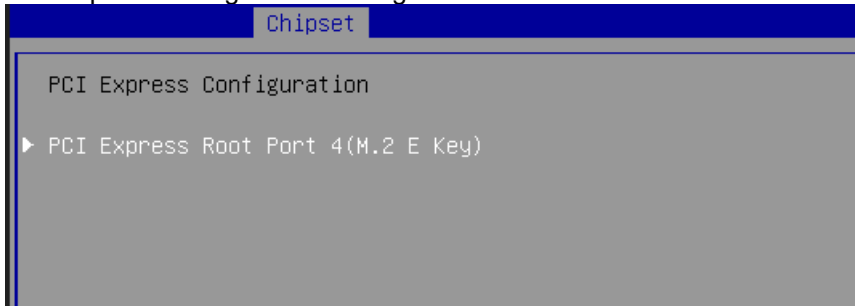 Chipset
PCI Express Configuration
PCI Express Root Port 4(M.2 E Key)